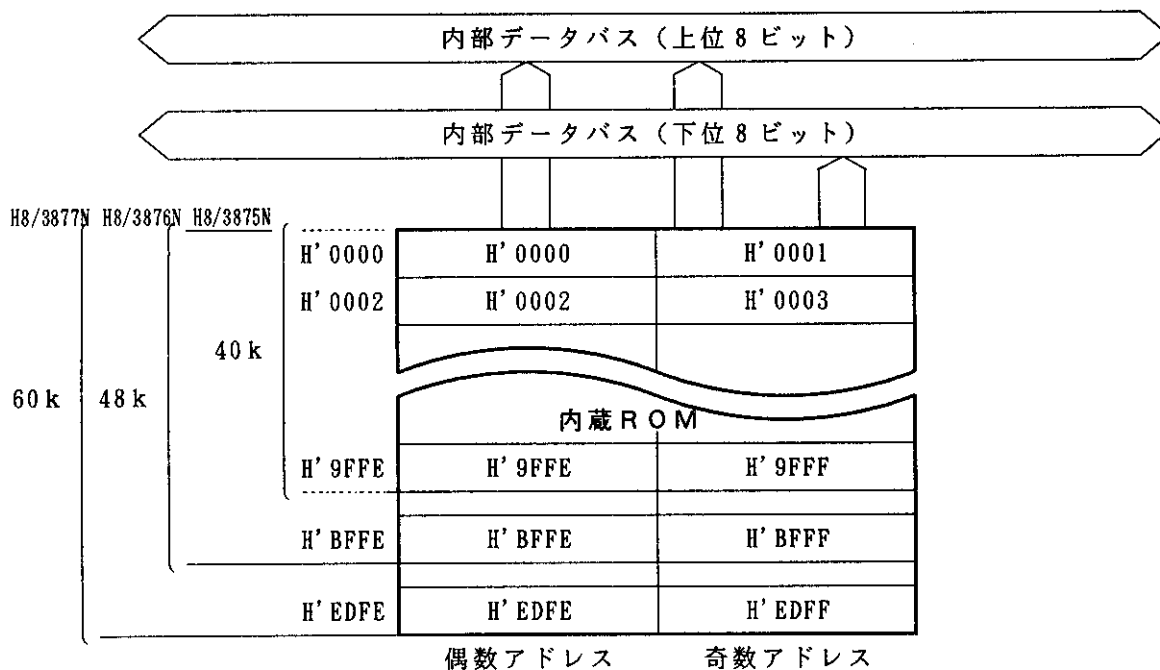 内部データバス（上位8ビット）
内部データバス（下位8ビット）
H8/3877N H8/3876N H8/3875N
H'0000 H'0000 H'0001
H'0002 H'0002 H'0003
40k
60k 48k
内蔵ROM
H'9FFE H'9FFE H'9FFF
H'BFFE H'BFFE H'BFFF
H'EDFE H'EDFE H'EDFF
偶数アドレス 奇数アドレス